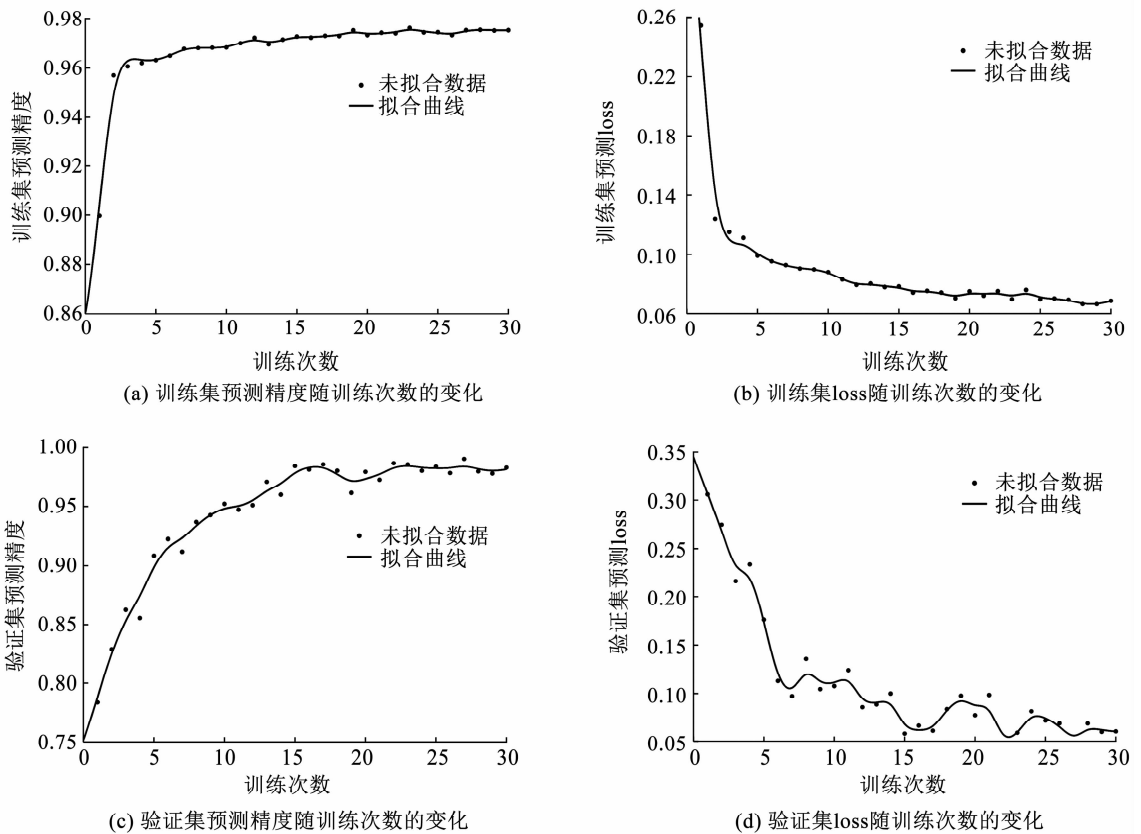 0.98
0.96
0.94
0.92
0.90
0.88
0.86
训练集预测精度
未拟合数据
拟合曲线
0 5 10 15 20 25 30
训练次数
(a) 训练集预测精度随训练次数的变化
0.26
0.22
0.18
0.14
0.10
0.06
训练集预测loss
未拟合数据
拟合曲线
0 5 10 15 20 25 30
训练次数
(b) 训练集loss随训练次数的变化
1.00
0.95
0.90
0.85
0.80
0.75
验证集预测精度
未拟合数据
拟合曲线
0 5 10 15 20 25 30
训练次数
(c) 验证集预测精度随训练次数的变化
0.35
0.30
0.25
0.20
0.15
0.10
0.05
验证集预测loss
未拟合数据
拟合曲线
0 5 10 15 20 25 30
训练次数
(d) 验证集loss随训练次数的变化